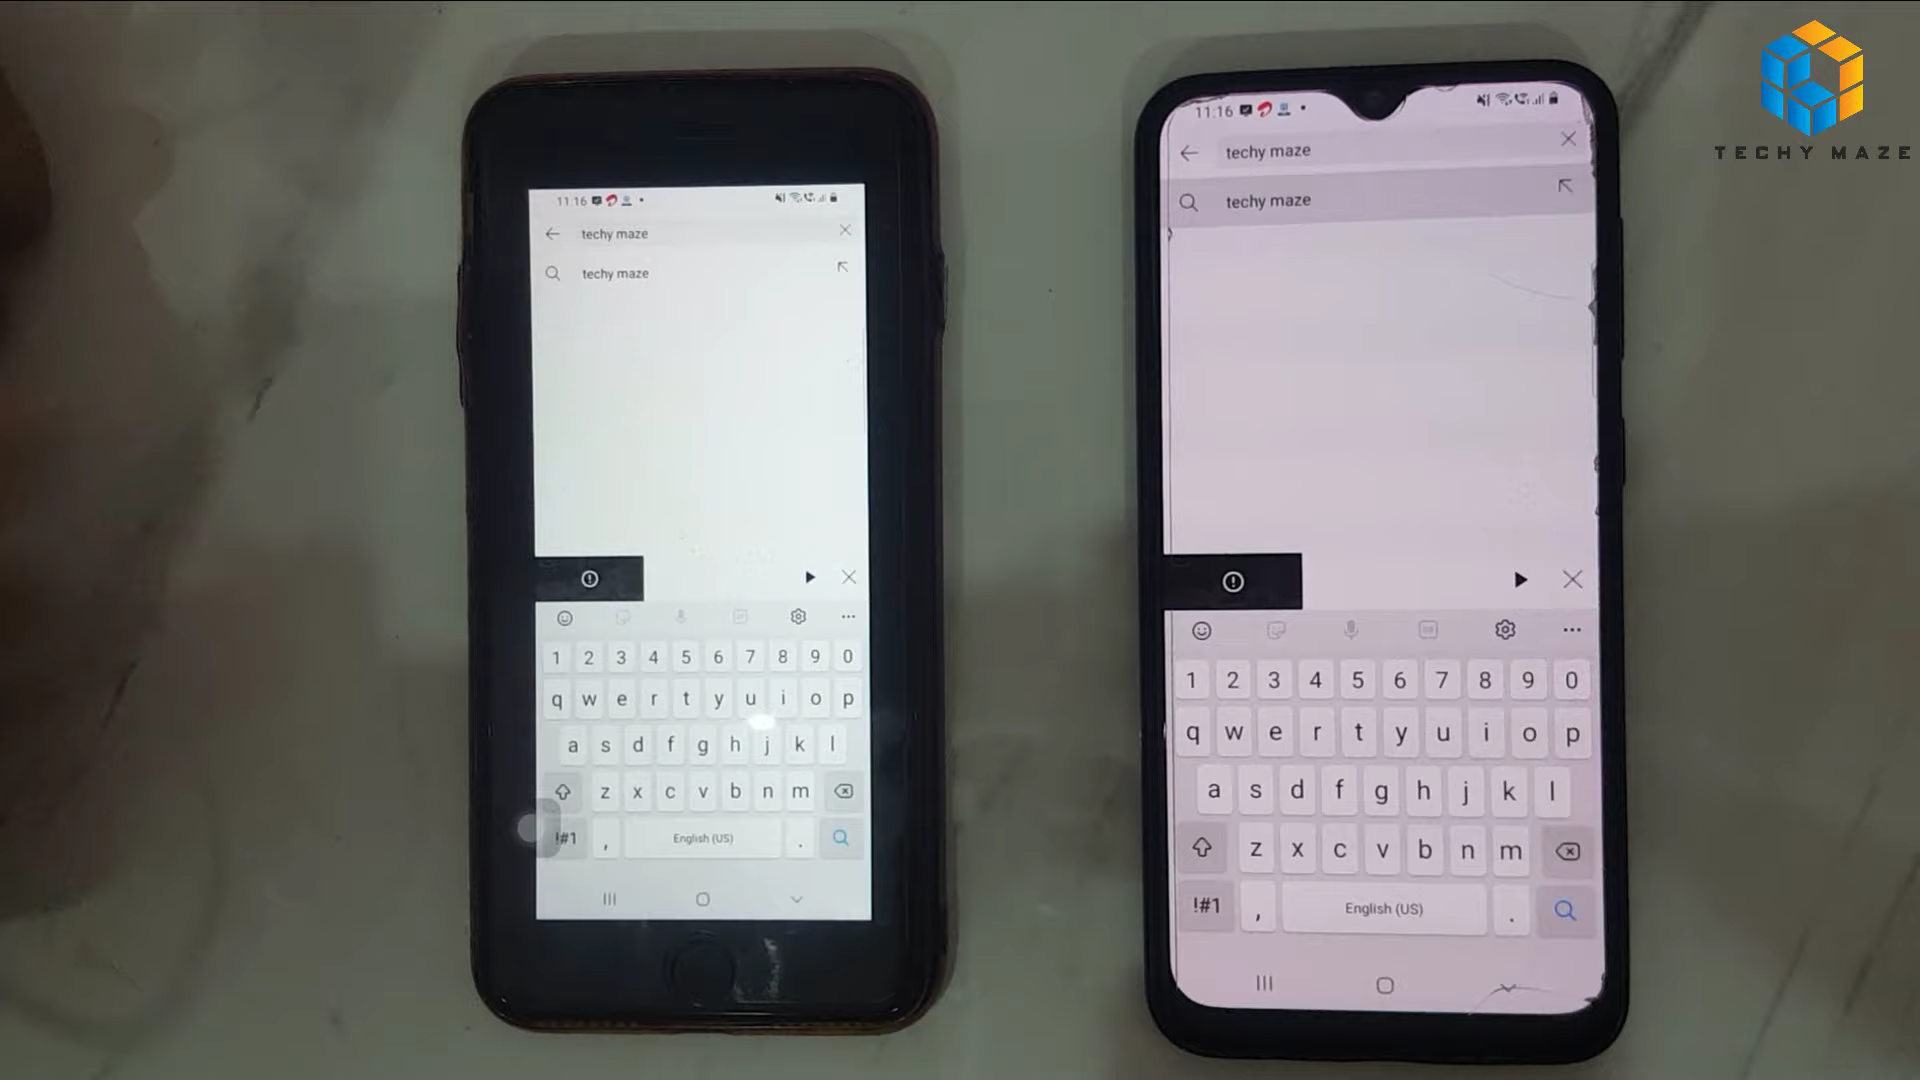 TECHY MAZE
11:16
techy maze
techy maze
1 2 3 4 5 6 7 8 9 0
q w e r t y u i o p
a s d f g h j k l
z x c v b n m
!#1 , English (US) .
11:16
techy maze
techy maze
1 2 3 4 5 6 7 8 9 0
q w e r t y u i o p
a s d f g h j k l
z x c v b n m
!#1 , English (US) .